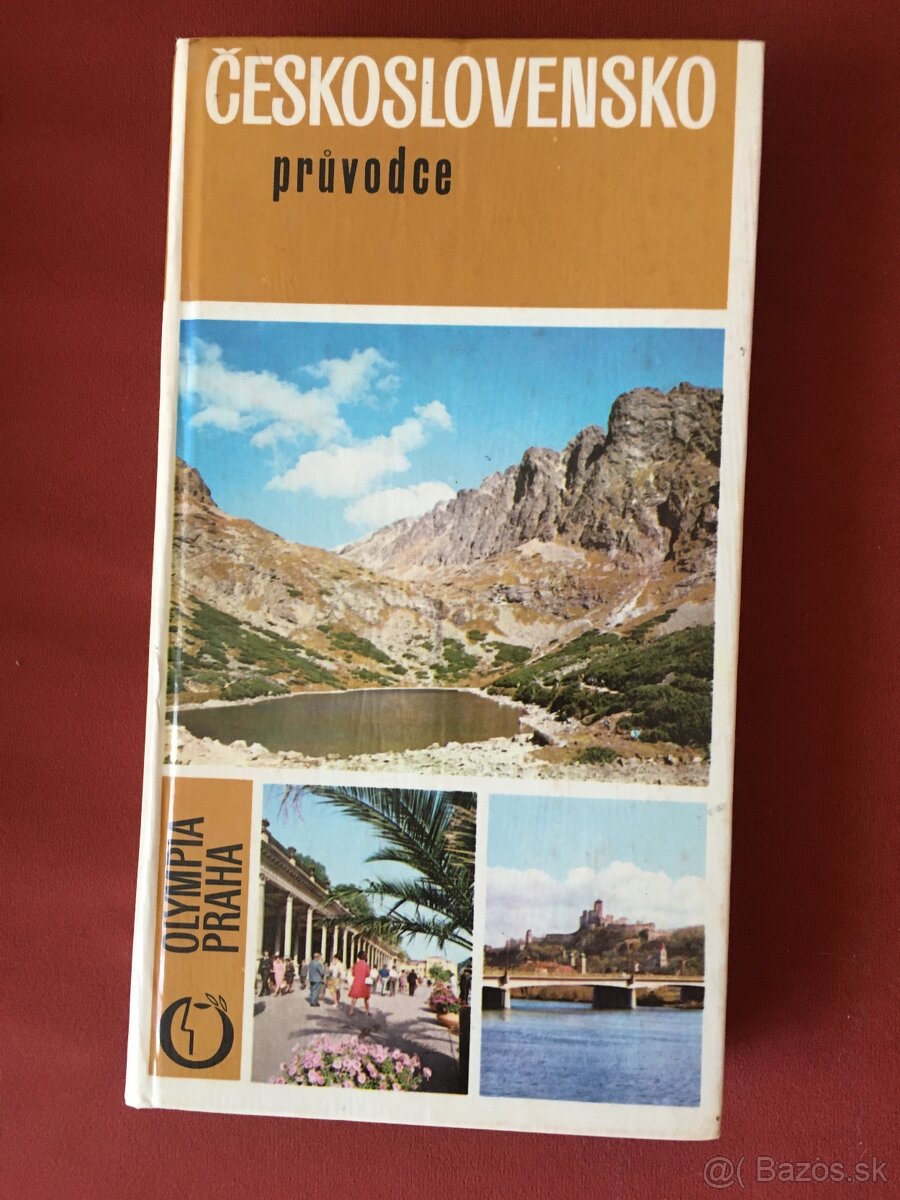 ČESKOSLOVENSKO
průvodce
OLYMPIA
PRAHA
@( Bazoš.sk